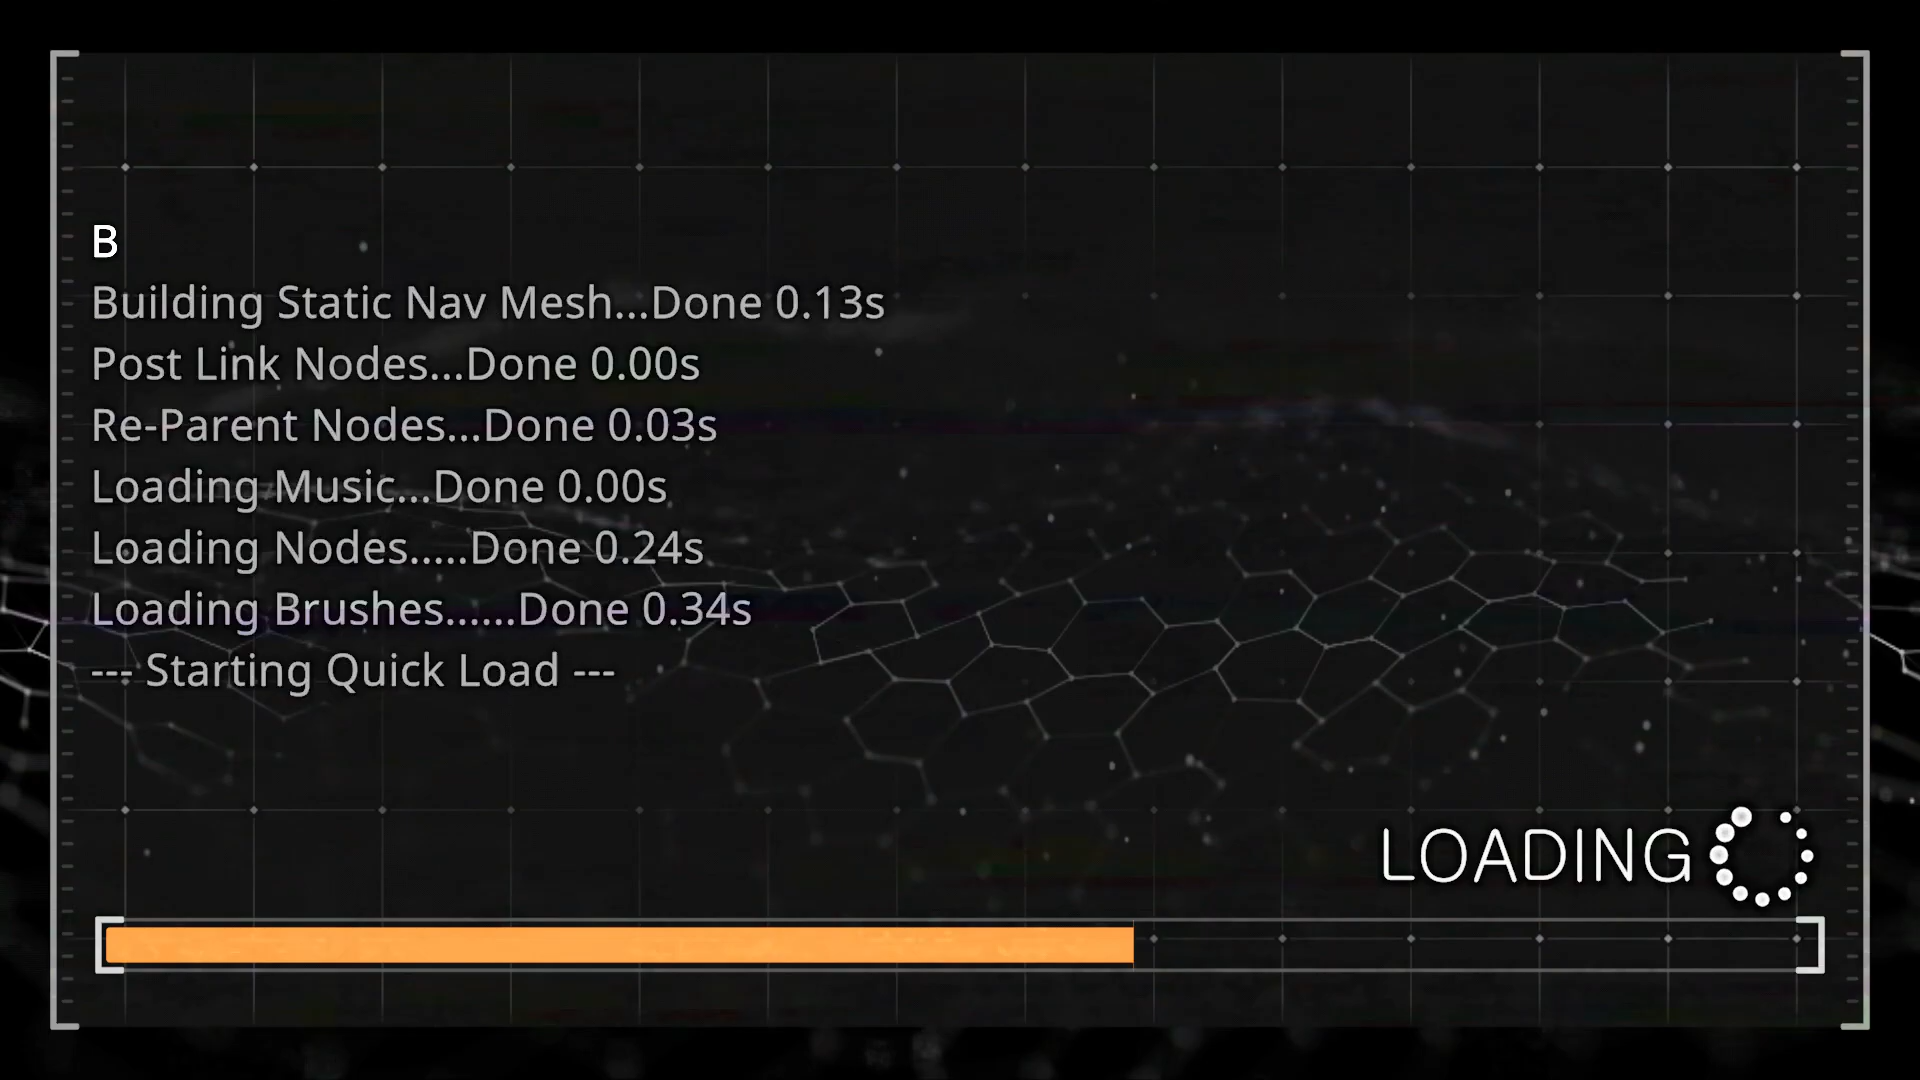 B
Building Static Nav Mesh...Done 0.13s
Post Link Nodes...Done 0.00s
Re-Parent Nodes...Done 0.03s
Loading Music...Done 0.00s
Loading Nodes.....Done 0.24s
Loading Brushes......Done 0.34s
--- Starting Quick Load ---
LOADING